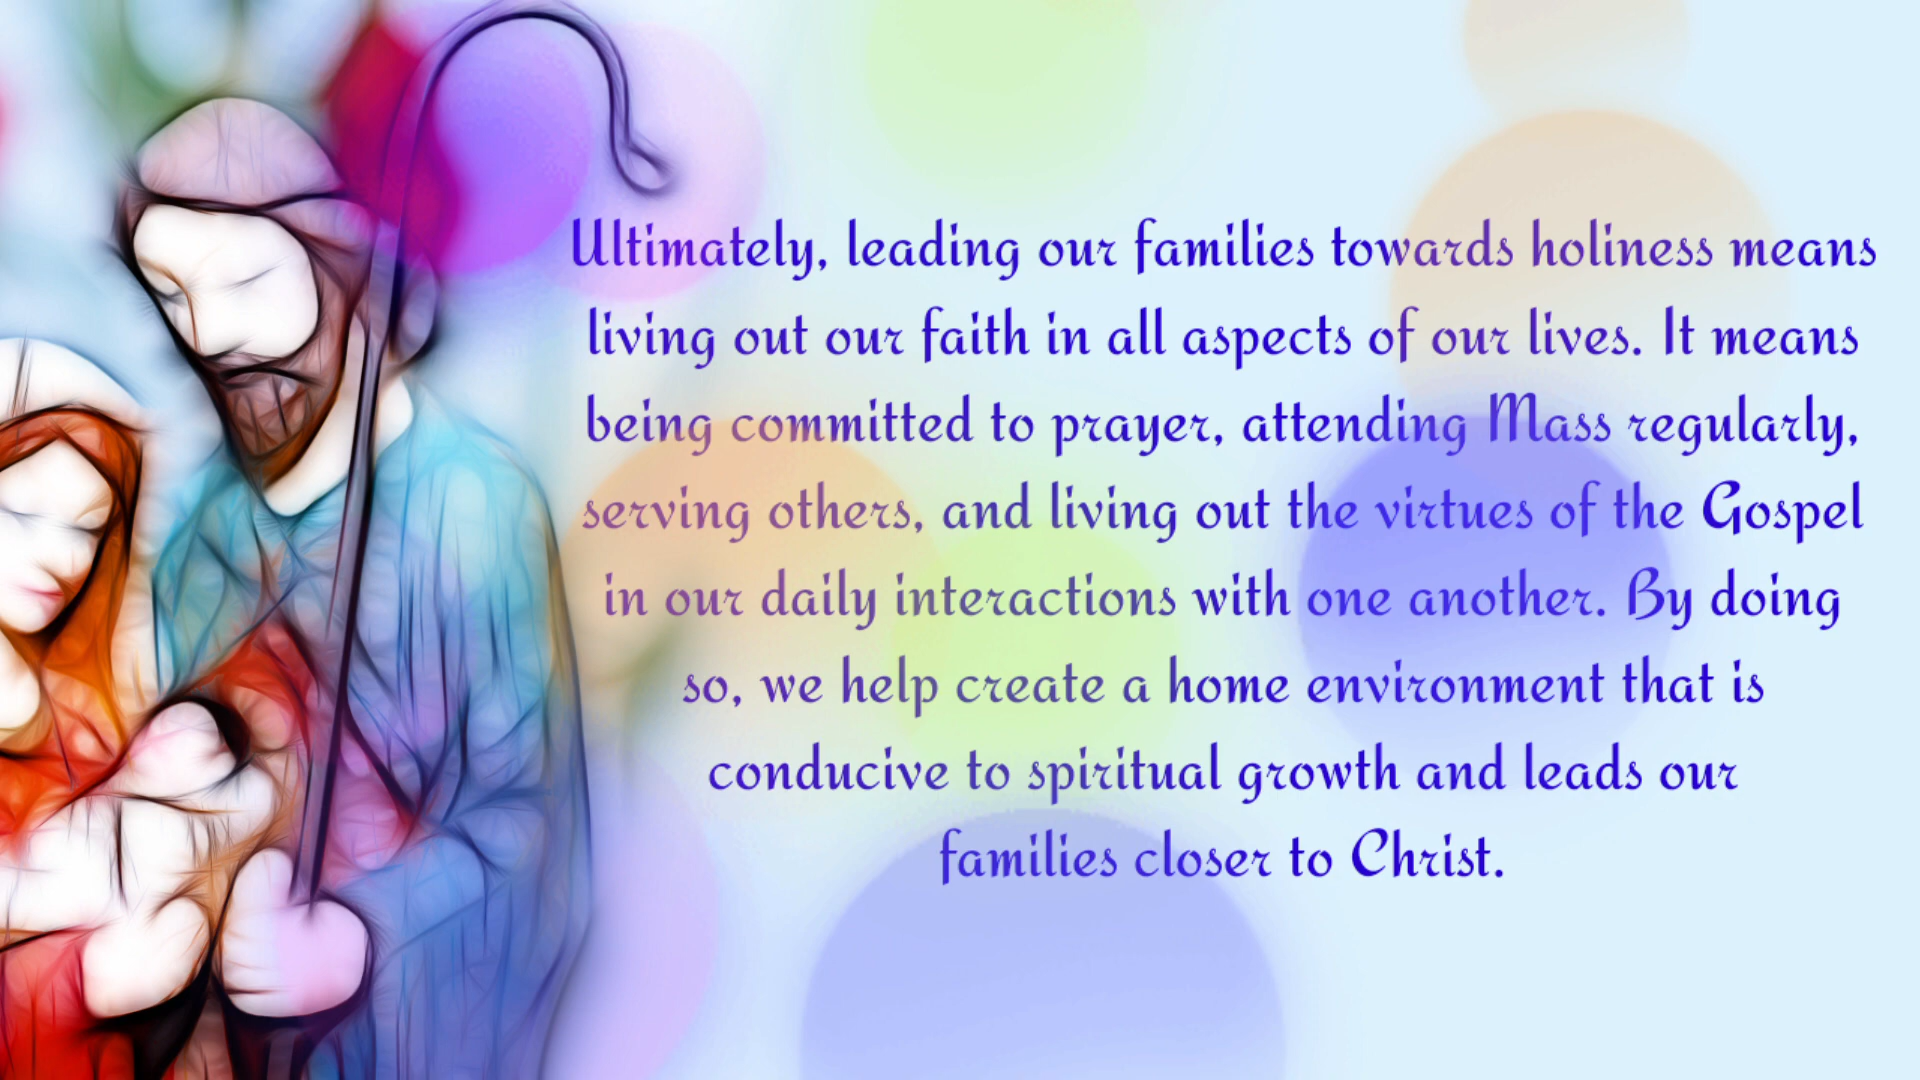 Ultimately, leading our families towards holiness means
living out our faith in all aspects of our lives. It means
being committed to prayer, attending Mass regularly,
serving others, and living out the virtues of the Gospel
in our daily interactions with one another. By doing
so, we help create a home environment that is
conducive to spiritual growth and leads our
families closer to Christ.